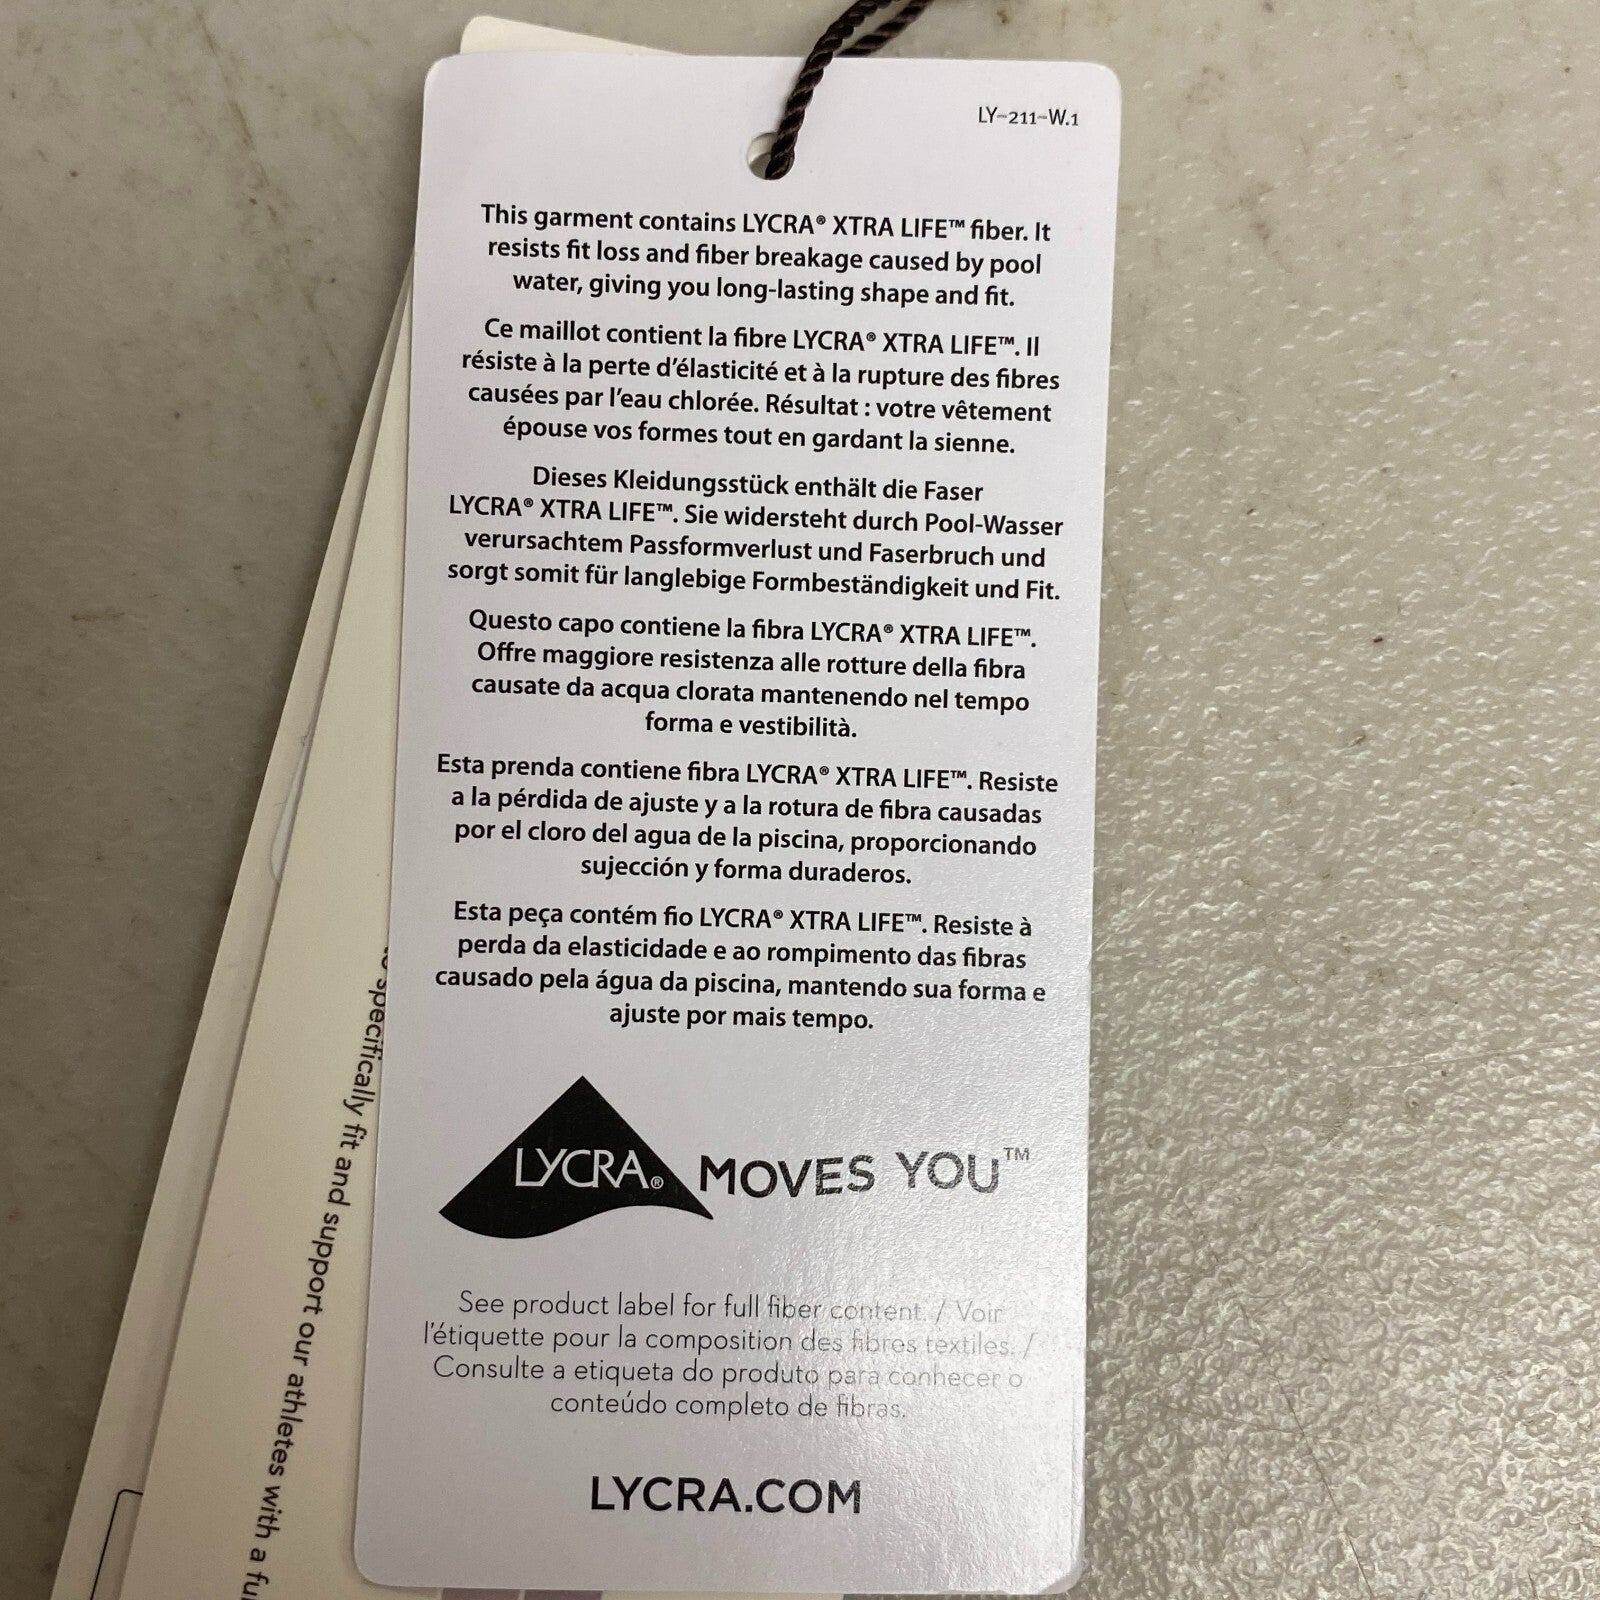 LY-211-W.1
This garment contains LYCRA® XTRA LIFE™ fiber. It
resists fit loss and fiber breakage caused by pool
water, giving you long-lasting shape and fit.
Ce maillot contient la fibre LYCRA® XTRA LIFE™. Il
résiste à la perte d'élasticité et à la rupture des fibres
causées par l'eau chlorée. Résultat : votre vêtement
épouse vos formes tout en gardant la sienne.
Dieses Kleidungsstück enthält die Faser
LYCRA® XTRA LIFE™. Sie widersteht durch Pool-Wasser
verursachtem Passformverlust und Faserbruch und
sorgt somit für langlebige Formbeständigkeit und Fit.
Questo capo contiene la fibra LYCRA® XTRA LIFE™.
Offre maggiore resistenza alle rotture della fibra
causate da acqua clorata mantenendo nel tempo
forma e vestibilità.
Esta prenda contiene fibra LYCRA® XTRA LIFE™. Resiste
a la pérdida de ajuste y a la rotura de fibra causadas
por el cloro del agua de la piscina, proporcionando
sujección y forma duraderos.
Esta peça contém fio LYCRA® XTRA LIFE™. Resiste à
perda da elasticidade e ao rompimento das fibras
causado pela água da piscina, mantendo sua forma e
ajuste por mais tempo.
LYCRA® MOVES YOU™
See product label for full fiber content. / Voir
l'étiquette pour la composition des fibres textiles. /
Consulte a etiqueta do produto para conhecer o
conteúdo completo de fibras.
LYCRA.COM
specifically fit and support our athletes with a